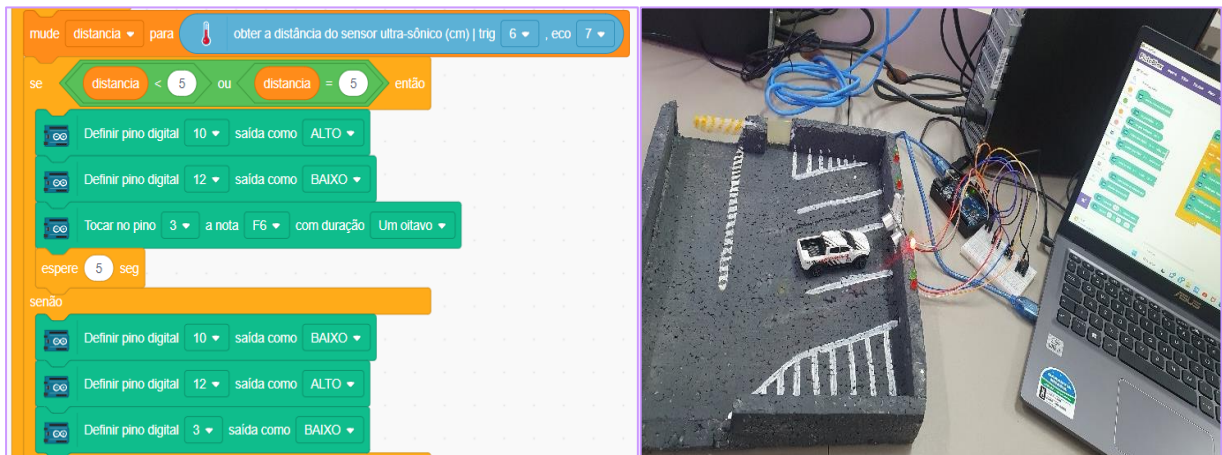 mude distancia para obter a distância do sensor ultra-sônico (cm) | trig 6 , eco 7
se distancia < 5 ou distancia = 5 então
Definir pino digital 10 saída como ALTO
Definir pino digital 12 saída como BAIXO
Tocar no pino 3 a nota F6 com duração Um oitavo
espere 5 seg
senão
Definir pino digital 10 saída como BAIXO
Definir pino digital 12 saída como ALTO
Definir pino digital 3 saída como BAIXO
PictoBlox
ASUS